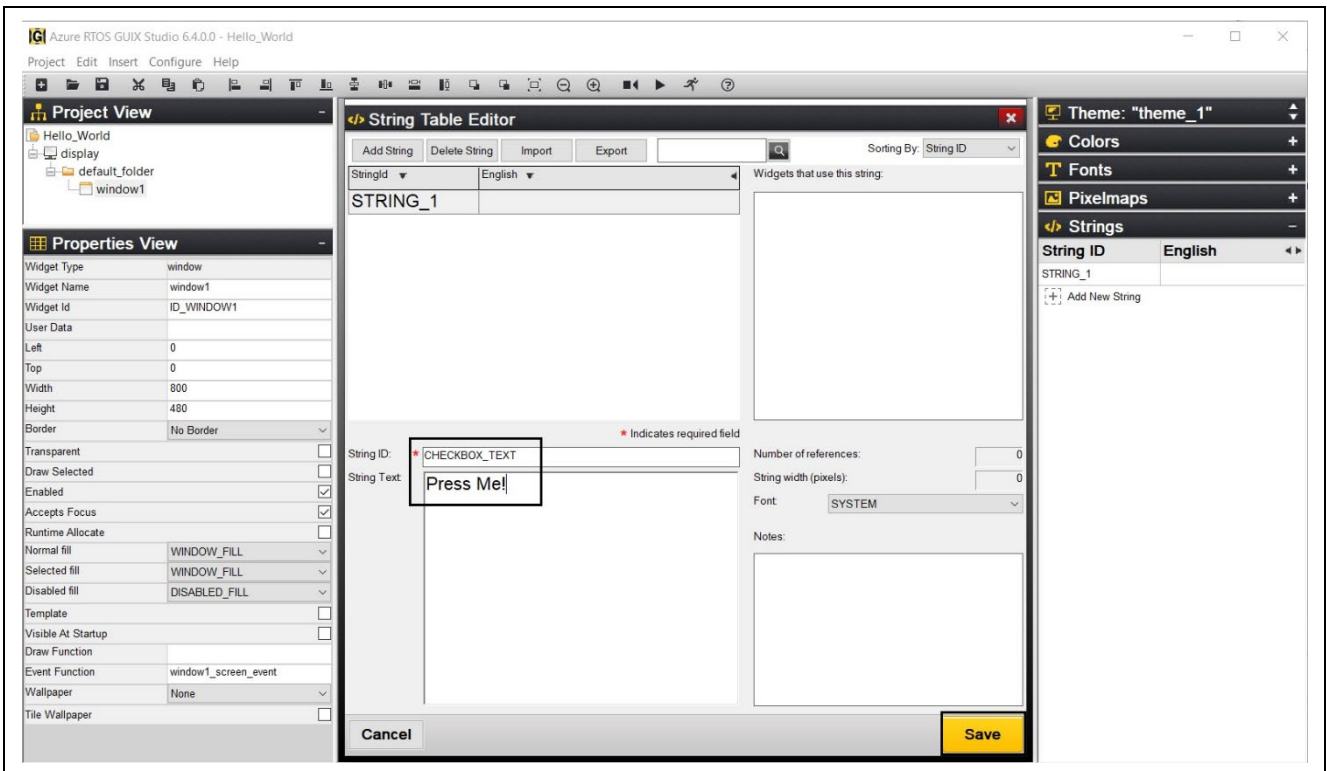 Azure RTOS GUIX Studio 6.4.0.0 - Hello_World
Project Edit Insert Configure Help
Project View
Hello_World
display
default_folder
window1
Properties View
Widget Type window
Widget Name window1
Widget Id ID_WINDOW1
User Data
Left 0
Top 0
Width 800
Height 480
Border No Border
Transparent
Draw Selected
Enabled
Accepts Focus
Runtime Allocate
Normal fill WINDOW_FILL
Selected fill WINDOW_FILL
Disabled fill DISABLED_FILL
Template
Visible At Startup
Draw Function
Event Function window1_screen_event
Wallpaper None
Tile Wallpaper
</> String Table Editor
Add String Delete String Import Export Sorting By: String ID
StringId English
STRING_1
Widgets that use this string:
* Indicates required field
String ID: * CHECKBOX_TEXT
String Text: Press Me!
Number of references: 0
String width (pixels): 0
Font: SYSTEM
Notes:
Cancel Save
Theme: "theme_1"
Colors +
T Fonts +
Pixelmaps +
</> Strings -
String ID English
STRING_1
Add New String